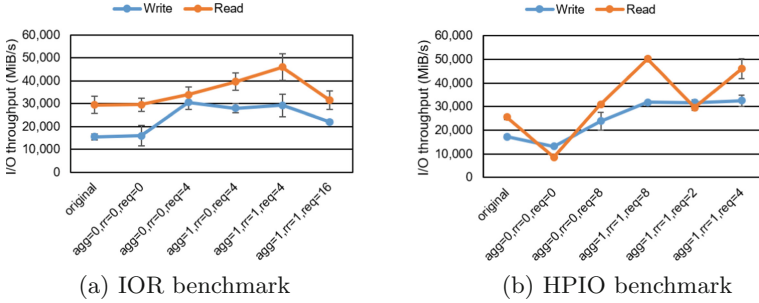 Write Read
I/O throughput (MiB/s)
60,000
50,000
40,000
30,000
20,000
10,000
0
original
agg=0,rr=0,req=0
agg=0,rr=0,req=4
agg=1,rr=0,req=4
agg=1,rr=1,req=4
agg=1,rr=1,req=16
(a) IOR benchmark
Write Read
I/O throughput (MiB/s)
60,000
50,000
40,000
30,000
20,000
10,000
0
original
agg=0,rr=0,req=0
agg=0,rr=0,req=8
agg=1,rr=1,req=8
agg=1,rr=1,req=2
agg=1,rr=1,req=4
(b) HPIO benchmark